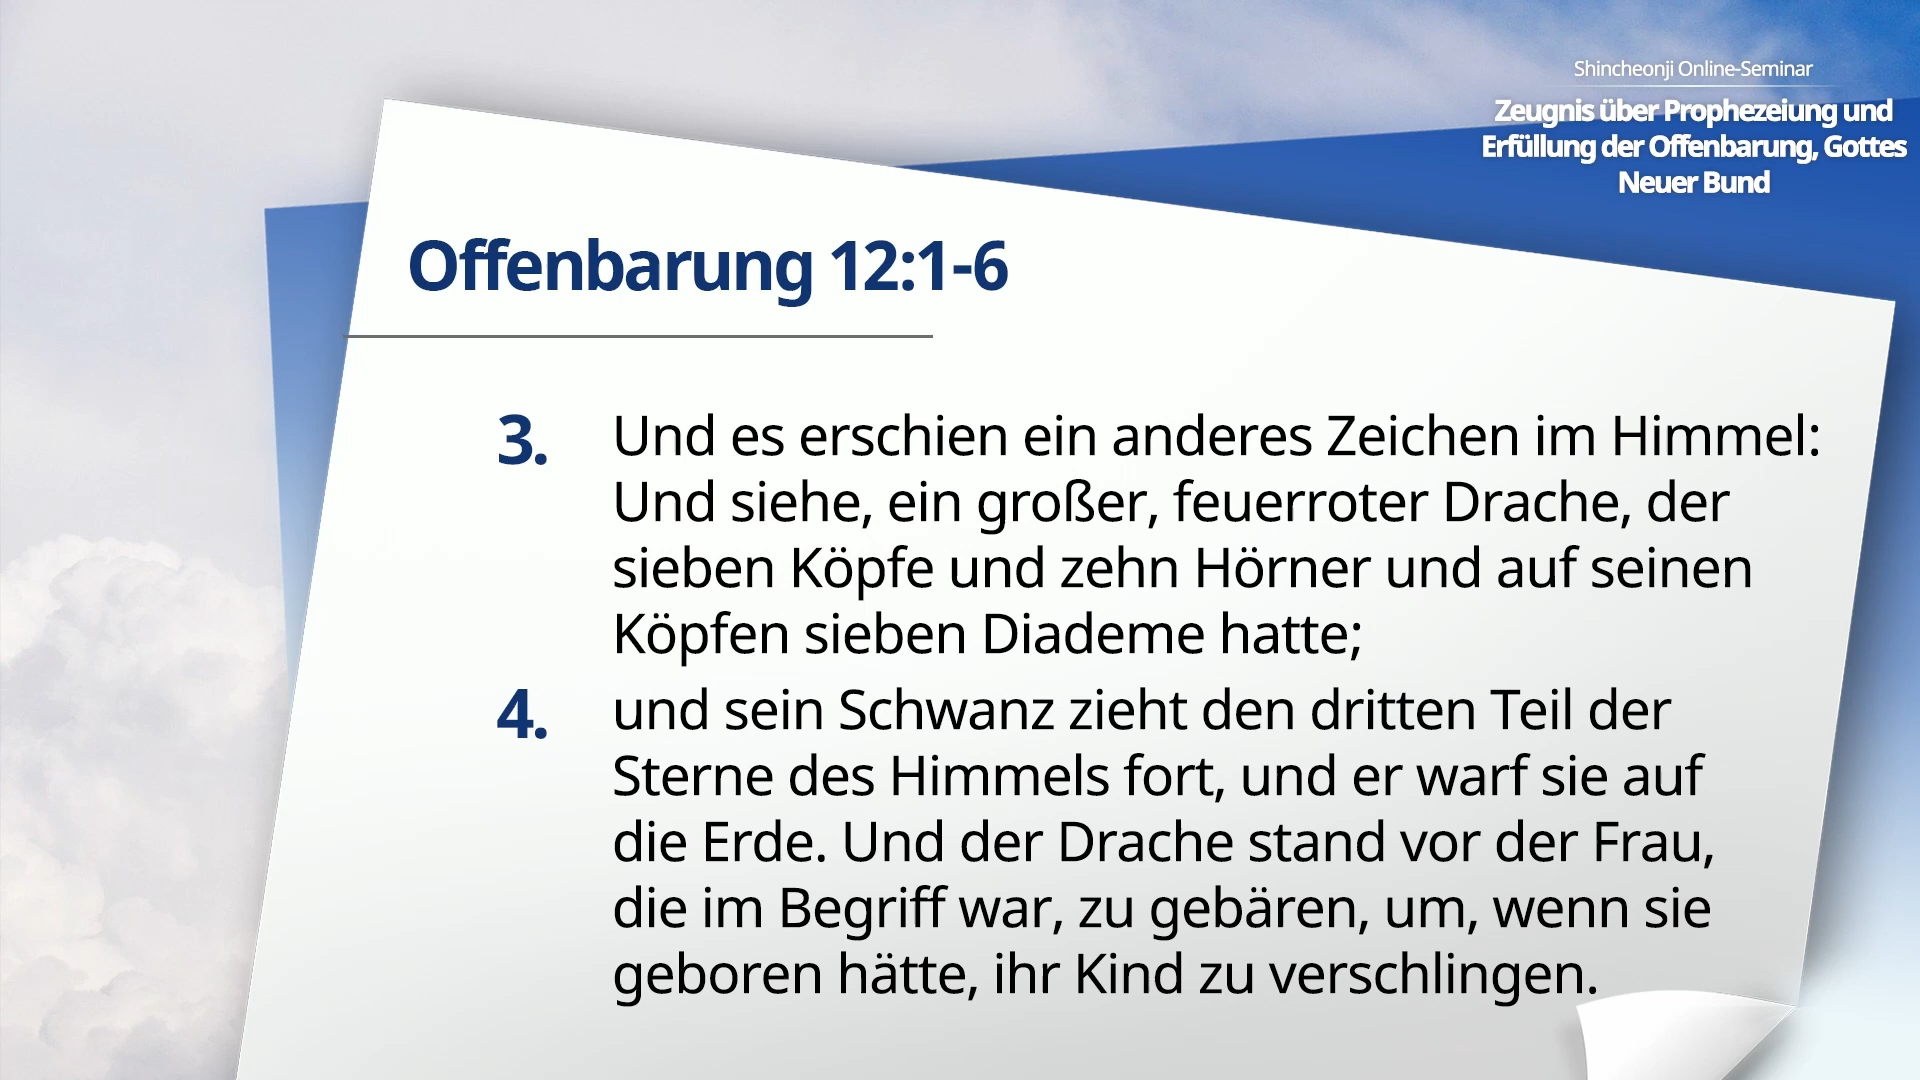 Shincheonji Online-Seminar
Zeugnis über Prophezeiung und
Erfüllung der Offenbarung, Gottes
Neuer Bund
Offenbarung 12:1-6
3. Und es erschien ein anderes Zeichen im Himmel:
Und siehe, ein großer, feuerroter Drache, der
sieben Köpfe und zehn Hörner und auf seinen
Köpfen sieben Diademe hatte;
4. und sein Schwanz zieht den dritten Teil der
Sterne des Himmels fort, und er warf sie auf
die Erde. Und der Drache stand vor der Frau,
die im Begriff war, zu gebären, um, wenn sie
geboren hätte, ihr Kind zu verschlingen.